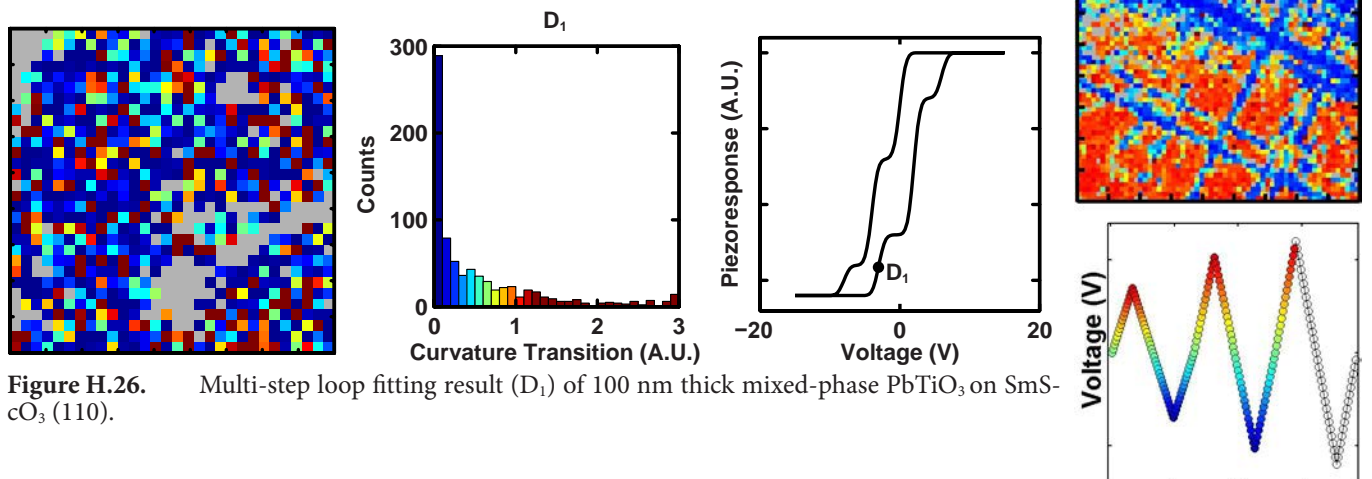 D₁
300
200
100
0
Counts
0 1 2 3
Curvature Transition (A.U.)
Piezoresponse (A.U.)
D₁
−20 0 20
Voltage (V)
Voltage (V)
Figure H.26. Multi-step loop fitting result (D₁) of 100 nm thick mixed-phase PbTiO₃ on SmS-
cO₃ (110).